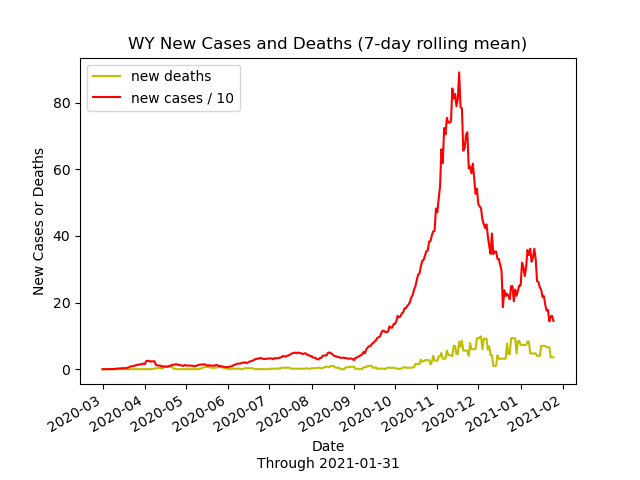 WY New Cases and Deaths (7-day rolling mean)
new deaths
new cases / 10
New Cases or Deaths
80
60
40
20
0
2020-03
2020-04
2020-05
2020-06
2020-07
2020-08
2020-09
2020-10
2020-11
2020-12
2021-01
2021-02
Date
Through 2021-01-31